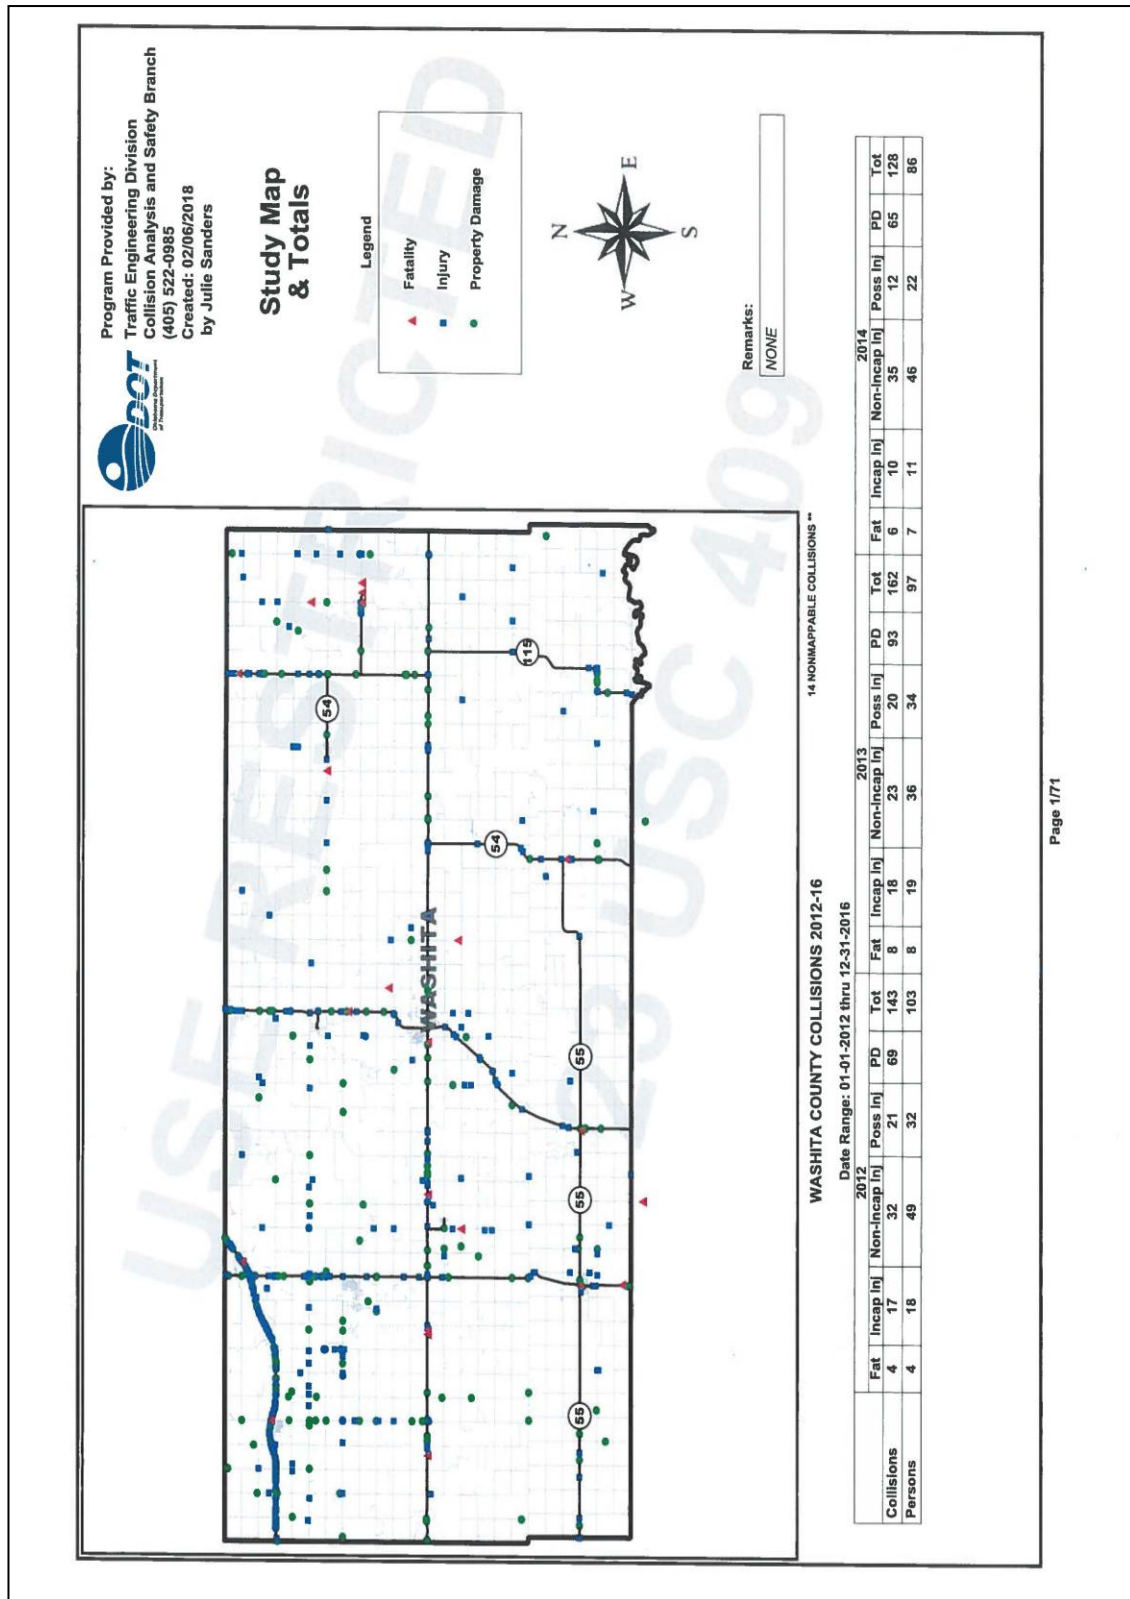 USE RESTRICTED
23 USC 409
DOT
Oklahoma Department
of Transportation
Program Provided by:
Traffic Engineering Division
Collision Analysis and Safety Branch
(405) 522-0985
Created: 02/06/2018
by Julie Sanders
Study Map
& Totals
Legend
Fatality
Injury
Property Damage
N
W E
S
Remarks:
NONE
54
115
54
WASHITA
55
55
55
14 NONMAPPABLE COLLISIONS **
WASHITA COUNTY COLLISIONS 2012-16
Date Range: 01-01-2012 thru 12-31-2016
2012 2013 2014
Fat Incap Inj Non-Incap Inj Poss Inj PD Tot Fat Incap Inj Non-Incap Inj Poss Inj PD Tot Fat Incap Inj Non-Incap Inj Poss Inj PD Tot
Collisions 4 17 32 21 69 143 8 18 23 20 93 162 6 10 35 12 65 128
Persons 4 18 49 32 103 8 19 36 34 97 7 11 46 22 86
Page 1/71